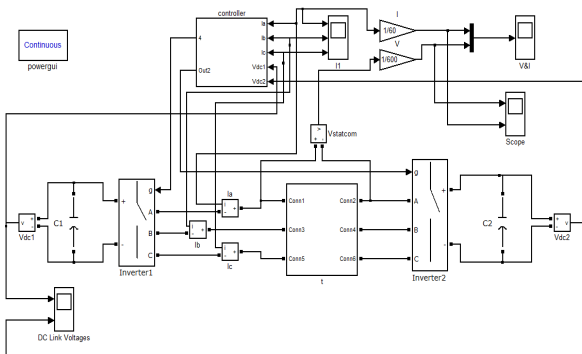 controller
Ia
Ib
Ic
Vdc1
Vdc2
4
Out2
Continuous
powergui
I1
I
1/60
V
1/600
V&I
Scope
v
+ -
Vstatcom
g
A
B
C
+
-
Inverter1
C1
v
+
-
Vdc1
i
+
-
Ia
i
+
-
Ib
i
+
-
Ic
Conn1
Conn2
Conn3
Conn4
Conn5
Conn6
t
g
A
B
C
+
-
Inverter2
C2
+
-
v
Vdc2
DC Link Voltages